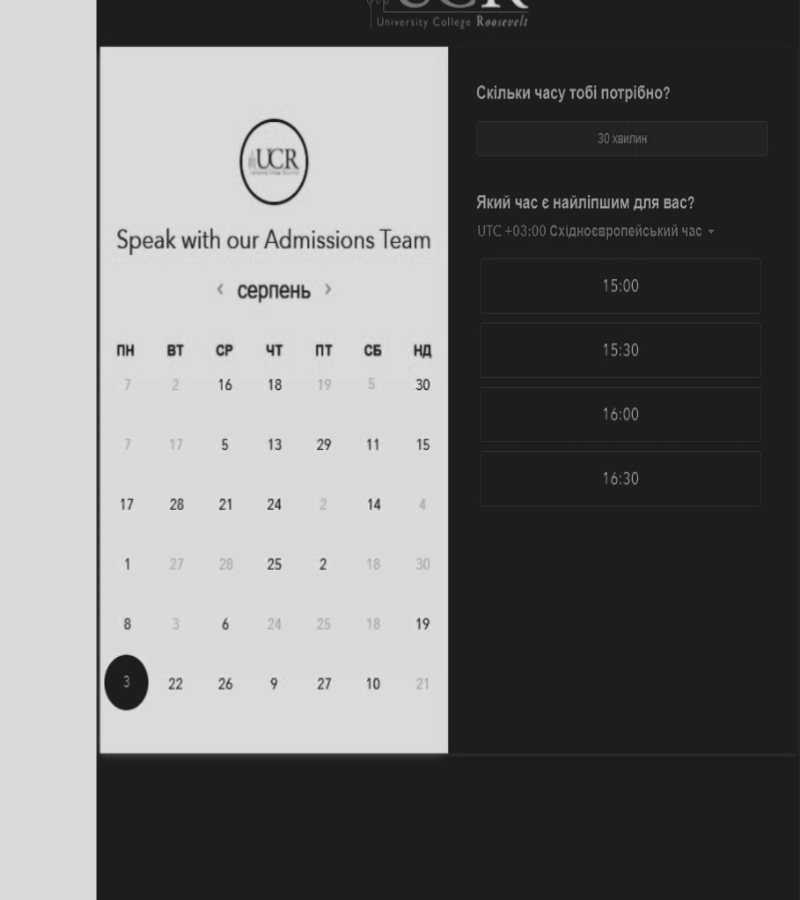 UCR
University College Roosevelt
UCR
Speak with our Admissions Team
‹ серпень ›
ПН ВТ СР ЧТ ПТ СБ НД
7 2 16 18 19 5 30
7 17 5 13 29 11 15
17 28 21 24 2 14 4
1 27 28 25 2 18 30
8 3 6 24 25 18 19
3 22 26 9 27 10 21
Скільки часу тобі потрібно?
30 хвилин
Який час є найліпшим для вас?
UTC +03:00 Східноєвропейський час
15:00
15:30
16:00
16:30